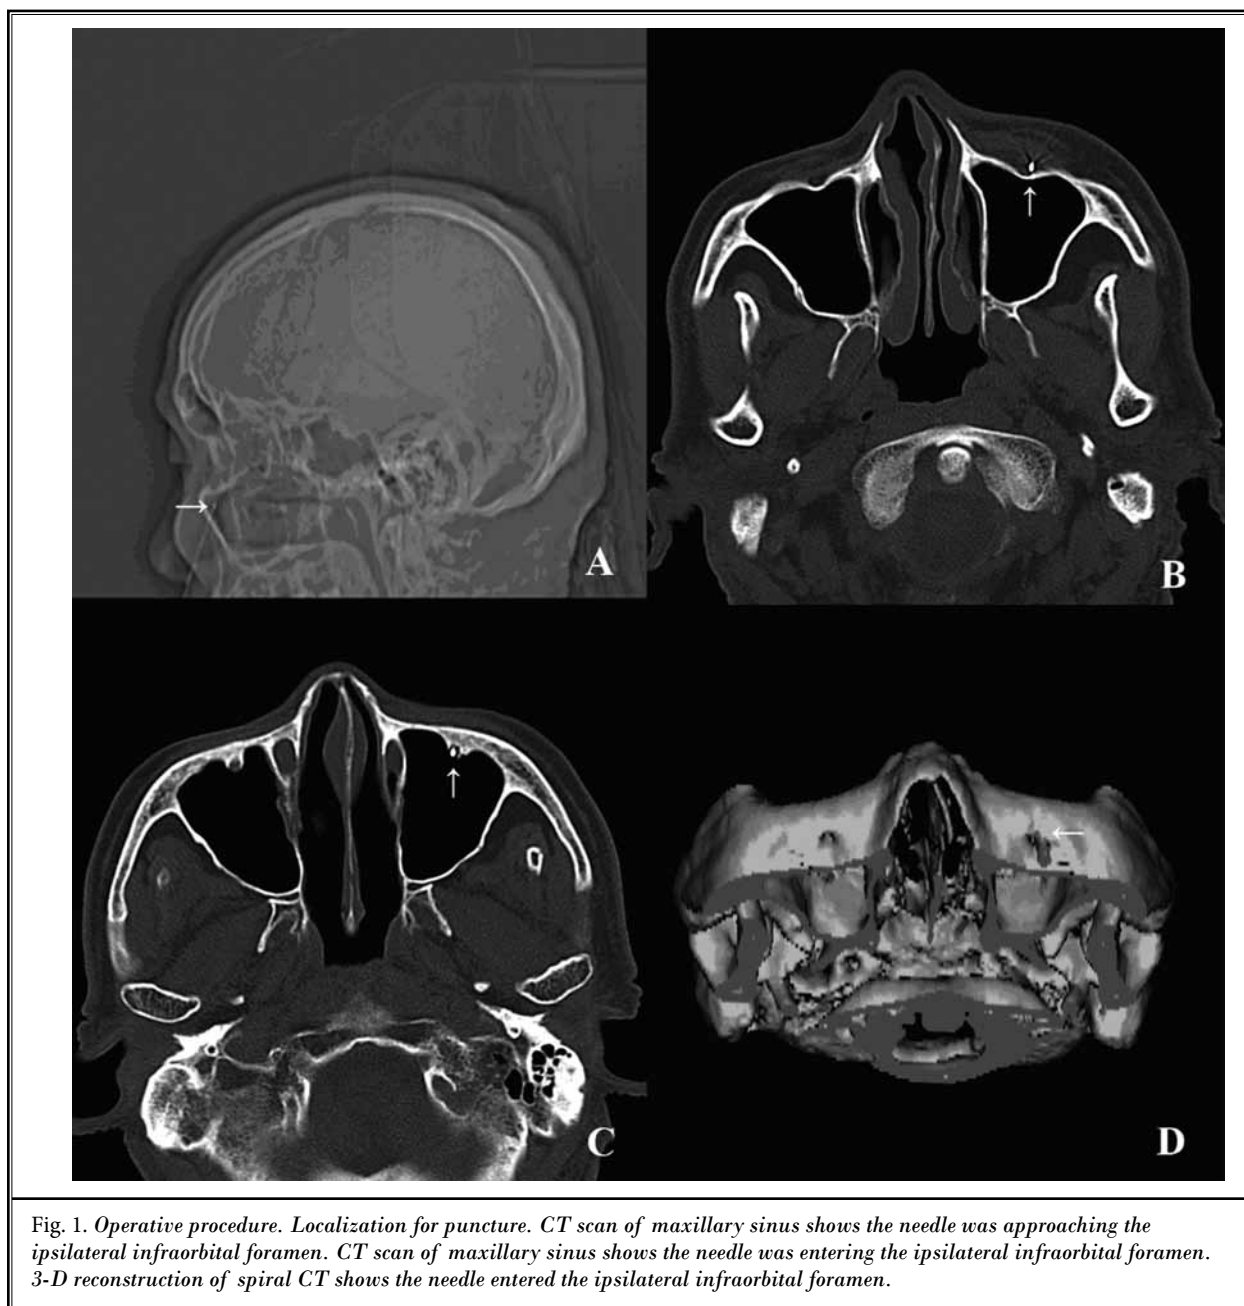 A
B
C
D
Fig. 1. Operative procedure. Localization for puncture. CT scan of maxillary sinus shows the needle was approaching the
ipsilateral infraorbital foramen. CT scan of maxillary sinus shows the needle was entering the ipsilateral infraorbital foramen.
3-D reconstruction of spiral CT shows the needle entered the ipsilateral infraorbital foramen.